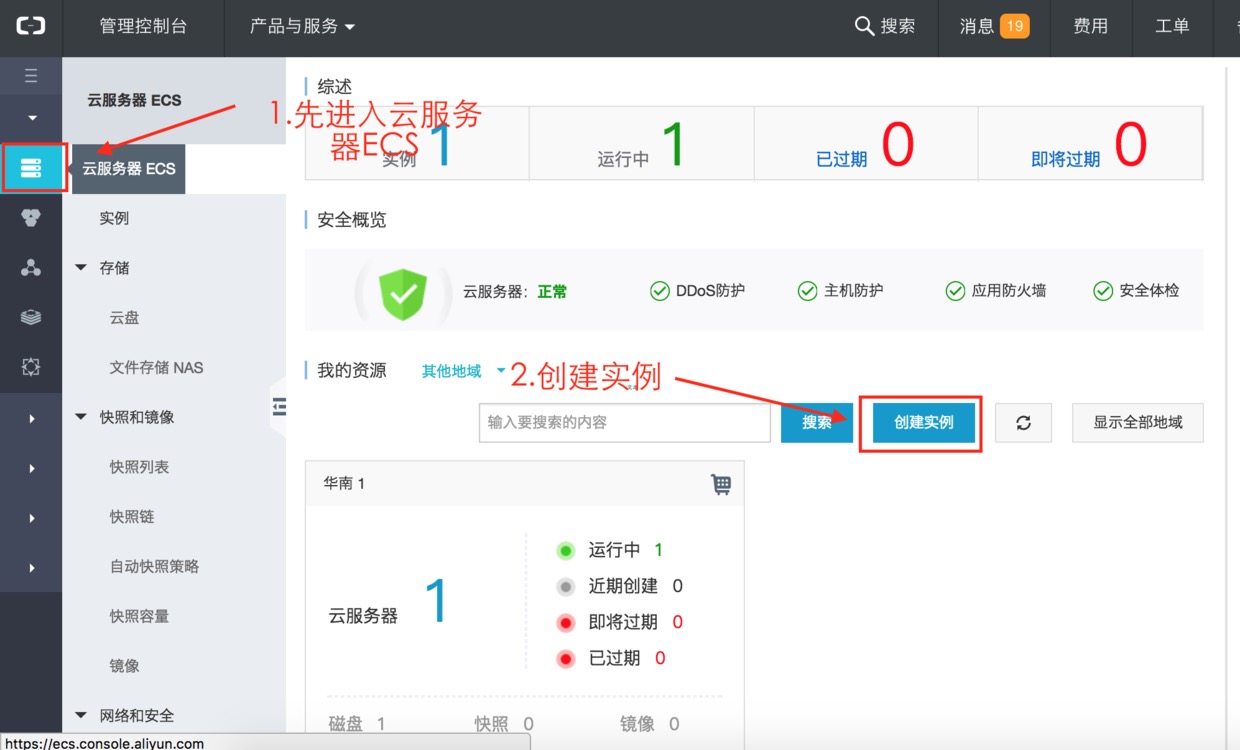 管理控制台
产品与服务
搜索
消息 19
费用
工单
云服务器 ECS
云服务器 ECS
实例
存储
云盘
文件存储 NAS
快照和镜像
快照列表
快照链
自动快照策略
快照容量
镜像
网络和安全
综述
1.先进入云服务
器ECS
实例 1
运行中 1
已过期 0
即将过期 0
安全概览
云服务器：正常
DDoS防护
主机防护
应用防火墙
安全体检
我的资源
其他地域
2.创建实例
输入要搜索的内容
搜索
创建实例
显示全部地域
华南 1
云服务器 1
运行中 1
近期创建 0
即将过期 0
已过期 0
磁盘 1
快照 0
镜像 0
https://ecs.console.aliyun.com